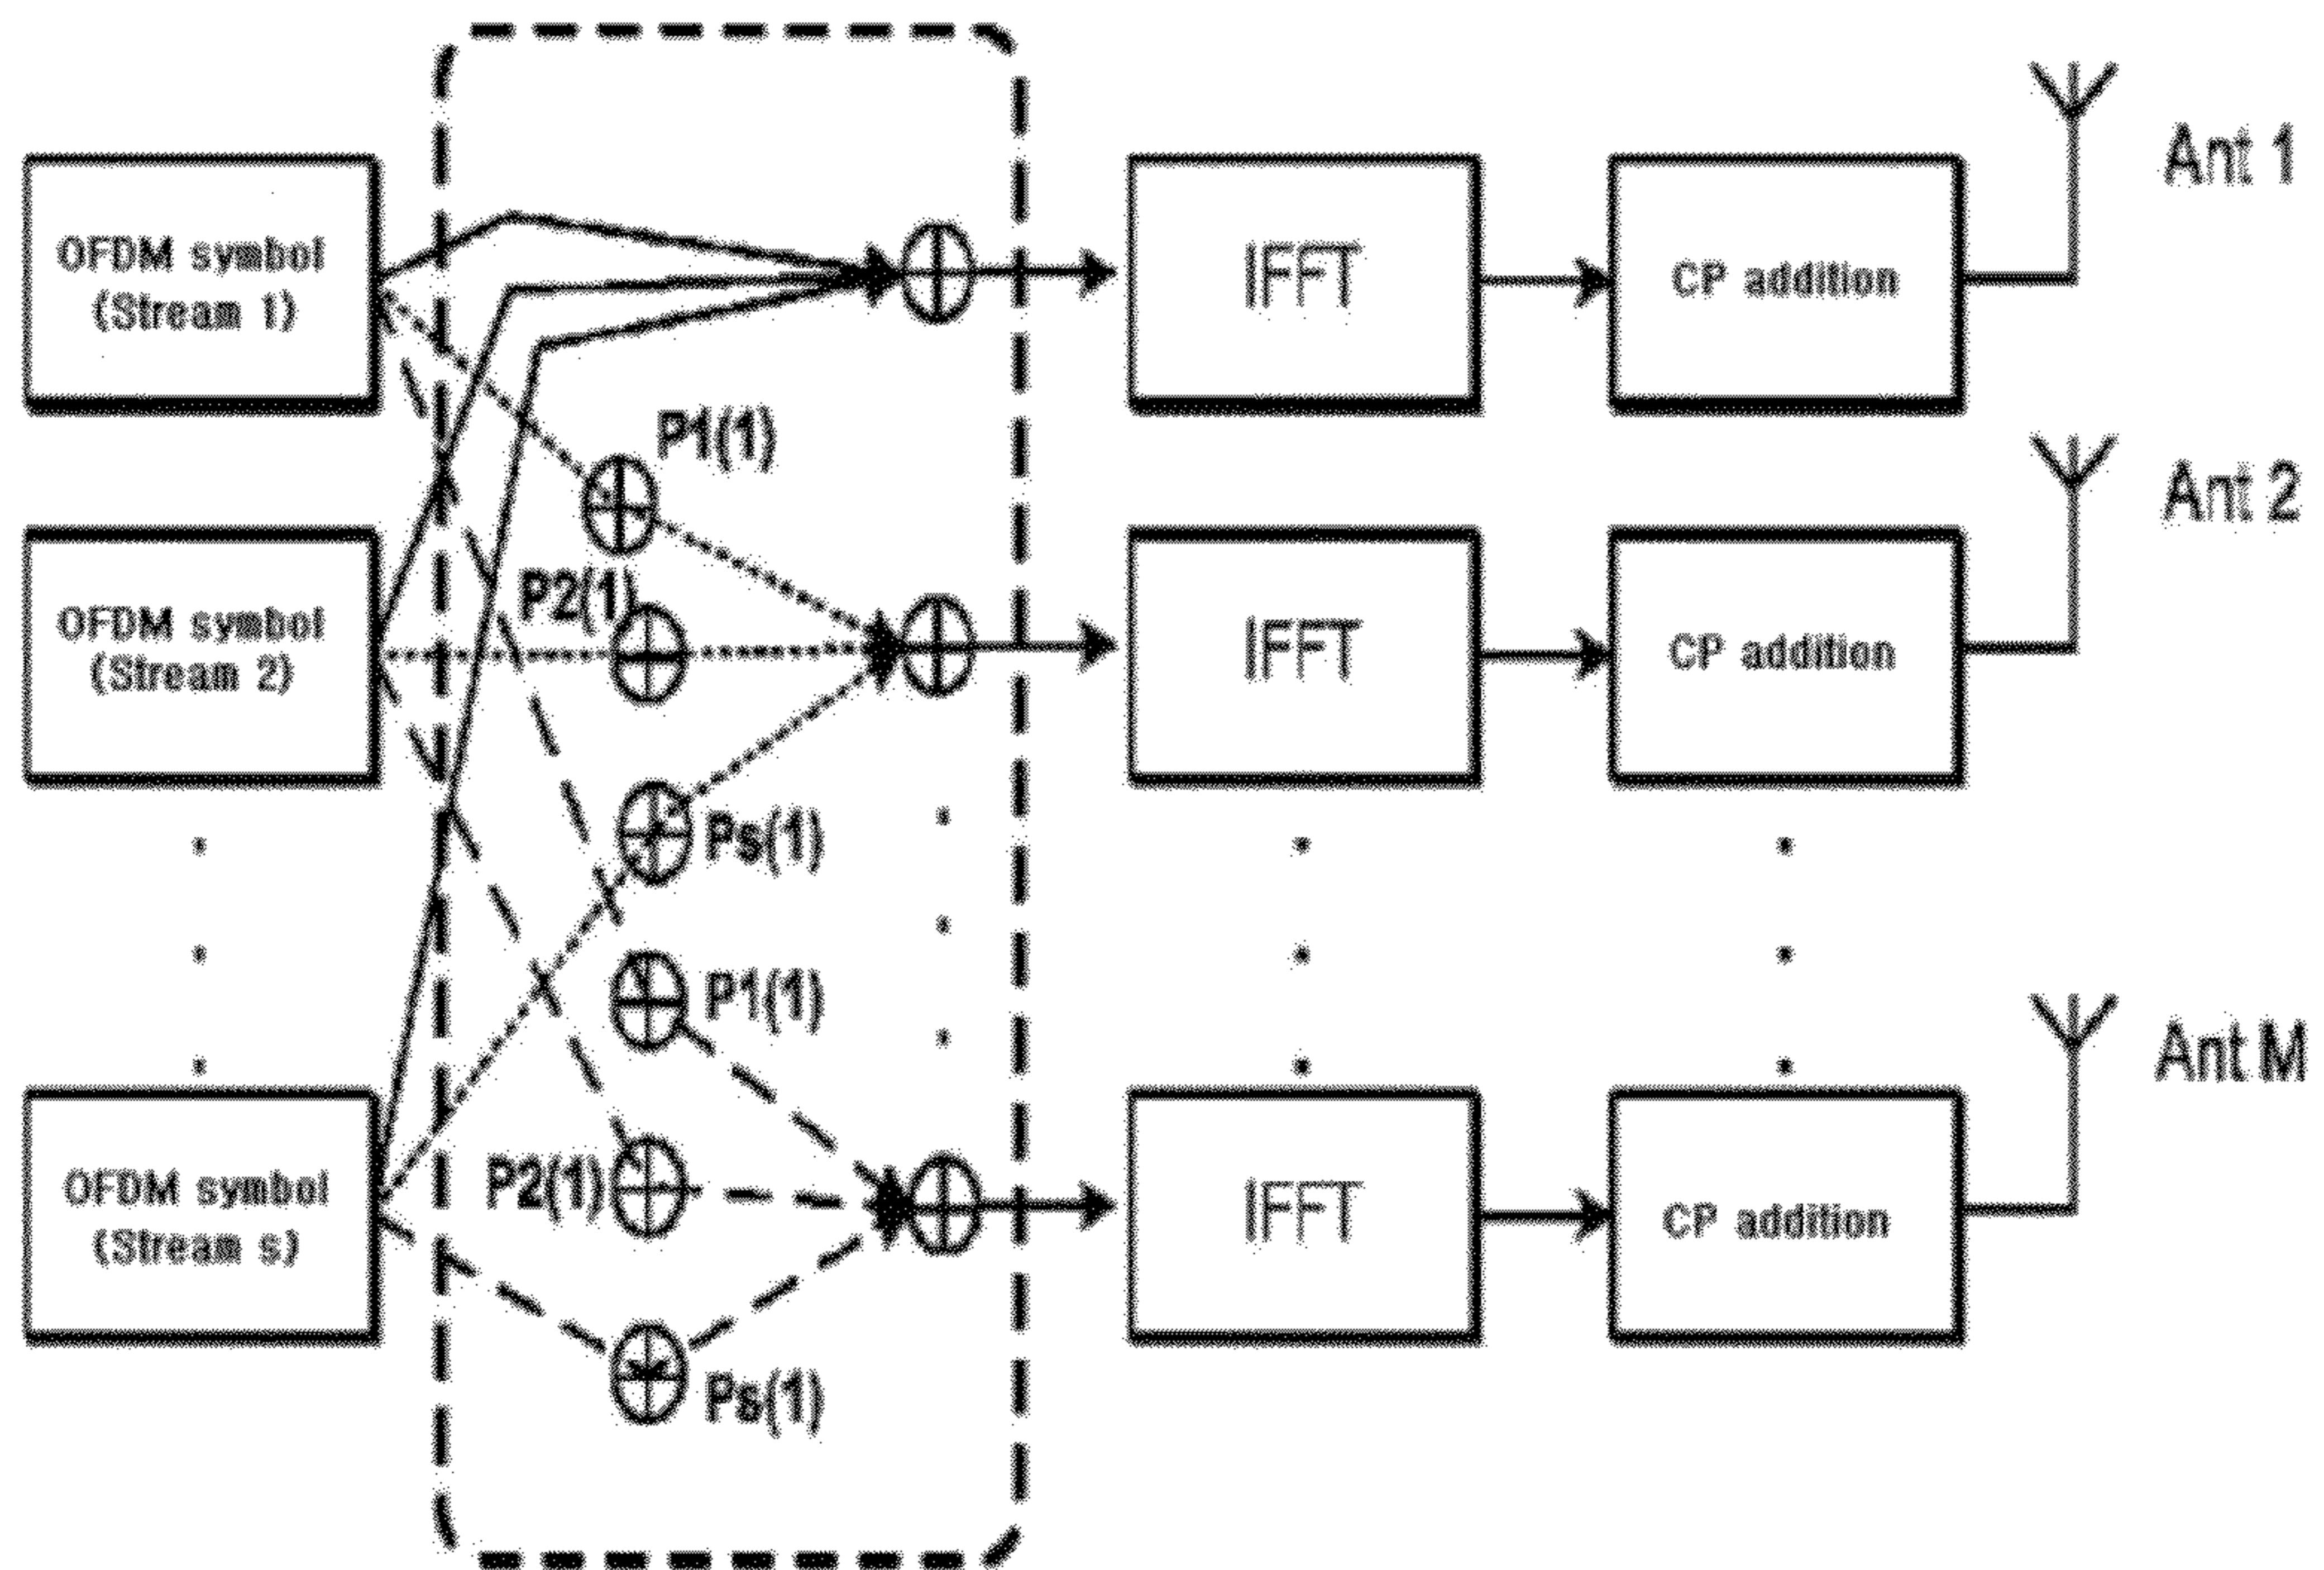 OFDM symbol
(Stream 1)
IFFT
CP addition
Ant 1
P1(1)
OFDM symbol
(Stream 2)
P2(1)
IFFT
CP addition
Ant 2
Ps(1)
P1(1)
OFDM symbol
(Stream s)
P2(1)
IFFT
CP addition
Ant M
Ps(1)